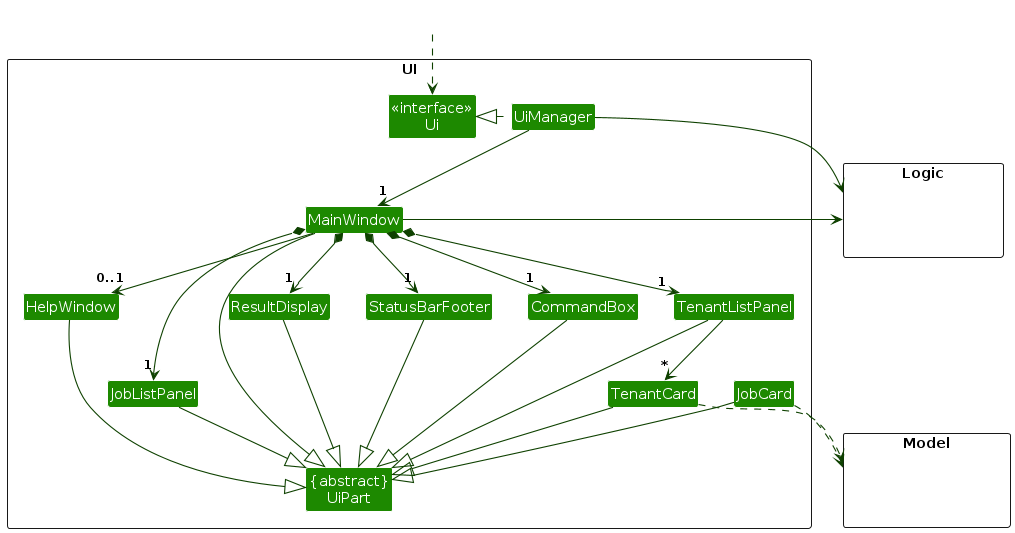 UI
«interface»
Ui
UiManager
Logic
1
MainWindow
0..1
1
1
1
1
HelpWindow
ResultDisplay
StatusBarFooter
CommandBox
TenantListPanel
1
*
JobListPanel
TenantCard
JobCard
Model
{abstract}
UiPart